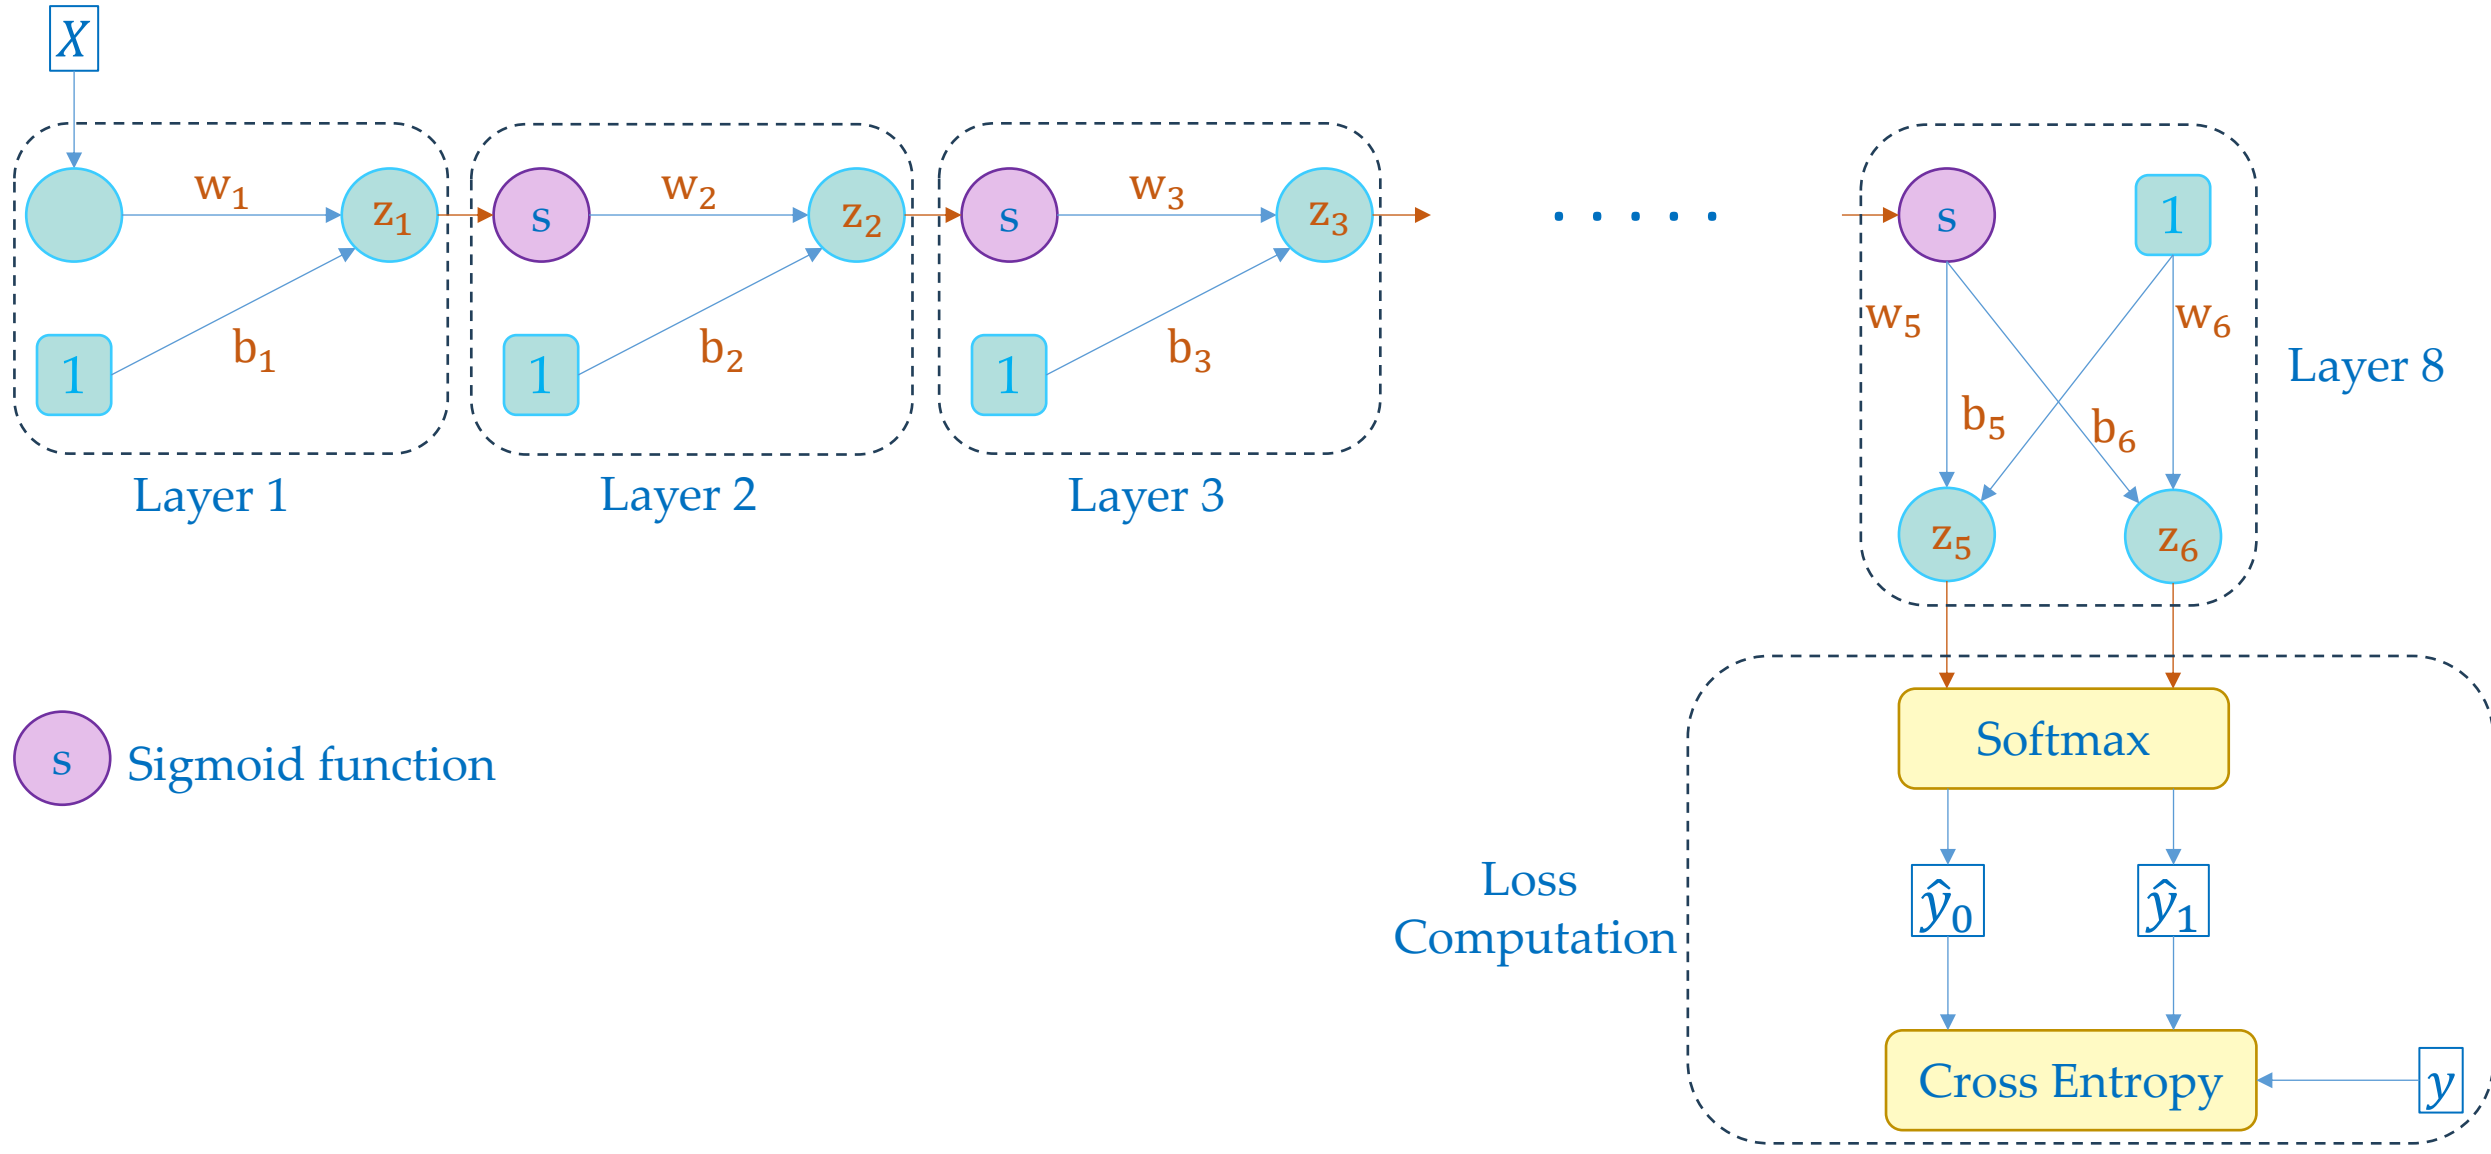 X
w₁
z₁
s
w₂
z₂
s
w₃
z₃
. . . . .
s
1
1
b₁
1
b₂
1
b₃
w₅
w₆
b₅
b₆
Layer 8
z₅
z₆
Layer 1
Layer 2
Layer 3
s
Sigmoid function
Softmax
Loss
Computation
ŷ₀
ŷ₁
Cross Entropy
y